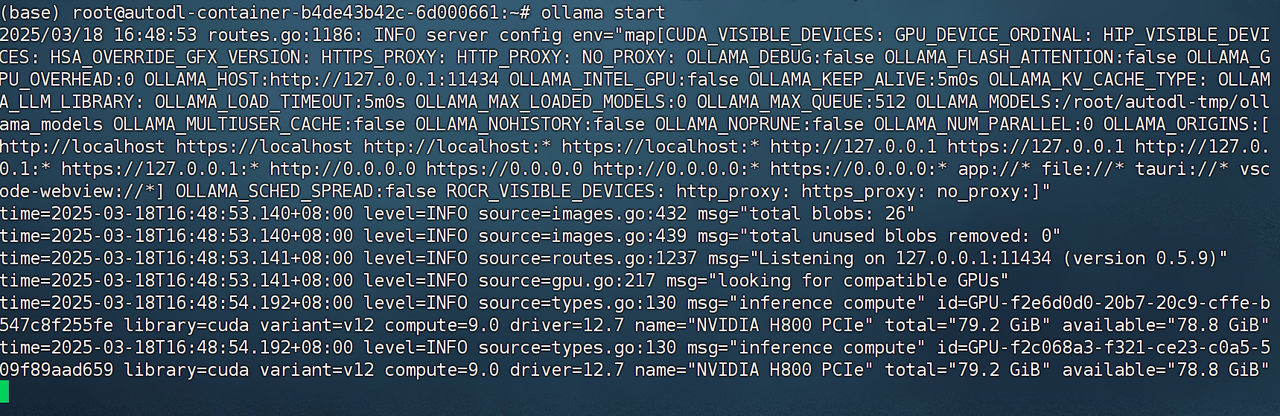 (base) root@autodl-container-b4de43b42c-6d000661:~# ollama start
2025/03/18 16:48:53 routes.go:1186: INFO server config env="map[CUDA_VISIBLE_DEVICES: GPU_DEVICE_ORDINAL: HIP_VISIBLE_DEVI
CES: HSA_OVERRIDE_GFX_VERSION: HTTPS_PROXY: HTTP_PROXY: NO_PROXY: OLLAMA_DEBUG:false OLLAMA_FLASH_ATTENTION:false OLLAMA_G
PU_OVERHEAD:0 OLLAMA_HOST:http://127.0.0.1:11434 OLLAMA_INTEL_GPU:false OLLAMA_KEEP_ALIVE:5m0s OLLAMA_KV_CACHE_TYPE: OLLAM
A_LLM_LIBRARY: OLLAMA_LOAD_TIMEOUT:5m0s OLLAMA_MAX_LOADED_MODELS:0 OLLAMA_MAX_QUEUE:512 OLLAMA_MODELS:/root/autodl-tmp/oll
ama_models OLLAMA_MULTIUSER_CACHE:false OLLAMA_NOHISTORY:false OLLAMA_NOPRUNE:false OLLAMA_NUM_PARALLEL:0 OLLAMA_ORIGINS:[
http://localhost https://localhost http://localhost:* https://localhost:* http://127.0.0.1 https://127.0.0.1 http://127.0.
0.1:* https://127.0.0.1:* http://0.0.0.0 https://0.0.0.0 http://0.0.0.0:* https://0.0.0.0:* app://* file://* tauri://* vsc
ode-webview://*] OLLAMA_SCHED_SPREAD:false ROCR_VISIBLE_DEVICES: http_proxy: https_proxy: no_proxy:]"
time=2025-03-18T16:48:53.140+08:00 level=INFO source=images.go:432 msg="total blobs: 26"
time=2025-03-18T16:48:53.140+08:00 level=INFO source=images.go:439 msg="total unused blobs removed: 0"
time=2025-03-18T16:48:53.141+08:00 level=INFO source=routes.go:1237 msg="Listening on 127.0.0.1:11434 (version 0.5.9)"
time=2025-03-18T16:48:53.141+08:00 level=INFO source=gpu.go:217 msg="looking for compatible GPUs"
time=2025-03-18T16:48:54.192+08:00 level=INFO source=types.go:130 msg="inference compute" id=GPU-f2e6d0d0-20b7-20c9-cffe-b
547c8f255fe library=cuda variant=v12 compute=9.0 driver=12.7 name="NVIDIA H800 PCIe" total="79.2 GiB" available="78.8 GiB"
time=2025-03-18T16:48:54.192+08:00 level=INFO source=types.go:130 msg="inference compute" id=GPU-f2c068a3-f321-ce23-c0a5-5
09f89aad659 library=cuda variant=v12 compute=9.0 driver=12.7 name="NVIDIA H800 PCIe" total="79.2 GiB" available="78.8 GiB"